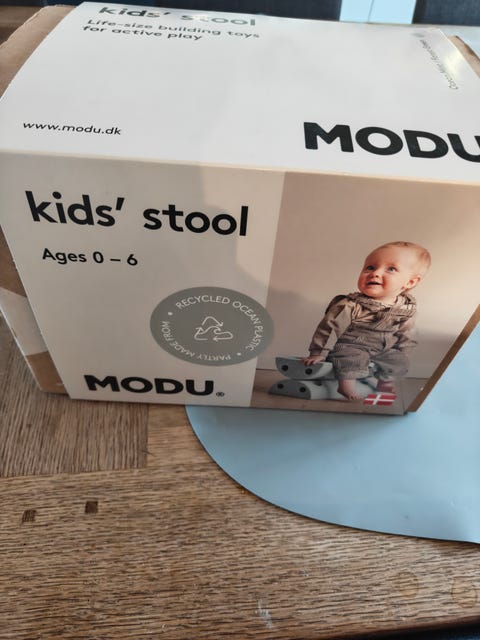 kids' stool
Life-size building toys
for active play
www.modu.dk
MODU
kids' stool
Ages 0 – 6
RECYCLED OCEAN PLASTIC
PARTLY MADE FROM
MODU®